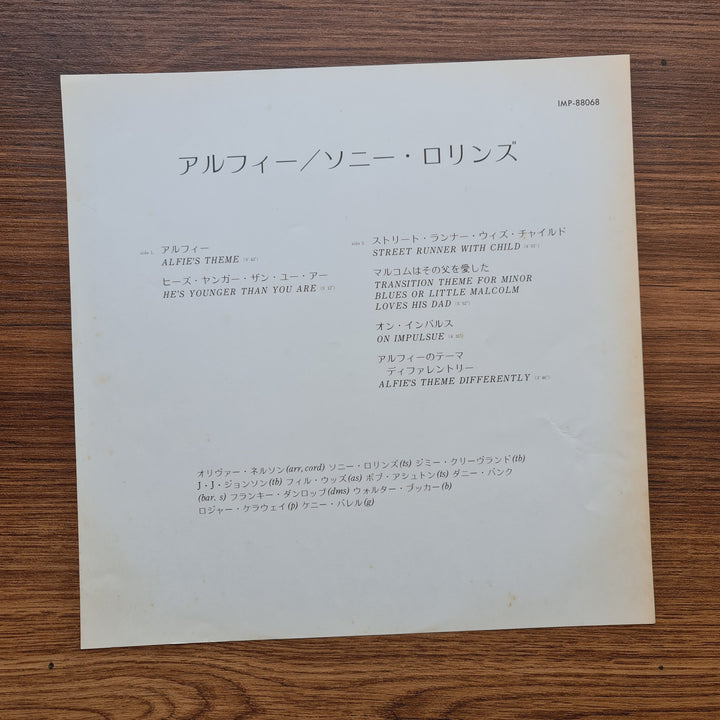 IMP-88068
アルフィー／ソニー・ロリンズ
side 1.
アルフィー
ALFIE'S THEME
ヒーズ・ヤンガー・ザン・ユー・アー
HE'S YOUNGER THAN YOU ARE
side 2.
ストリート・ランナー・ウィズ・チャイルド
STREET RUNNER WITH CHILD
マルコムはその父を愛した
TRANSITION THEME FOR MINOR
BLUES OR LITTLE MALCOLM
LOVES HIS DAD
オン・インパルス
ON IMPULSUE
アルフィーのテーマ
ディファレントリー
ALFIE'S THEME DIFFERENTLY
オリヴァー・ネルソン(arr, cord) ソニー・ロリンズ(ts) ジミー・クリーヴランド(tb)
J・J・ジョンソン(tb) フィル・ウッズ(as) ボブ・アシュトン(ts) ダニー・バンク
(bar. s) フランキー・ダンロップ(dms) ウォルター・ブッカー(b)
ロジャー・ケラウェイ(p) ケニー・バレル(g)